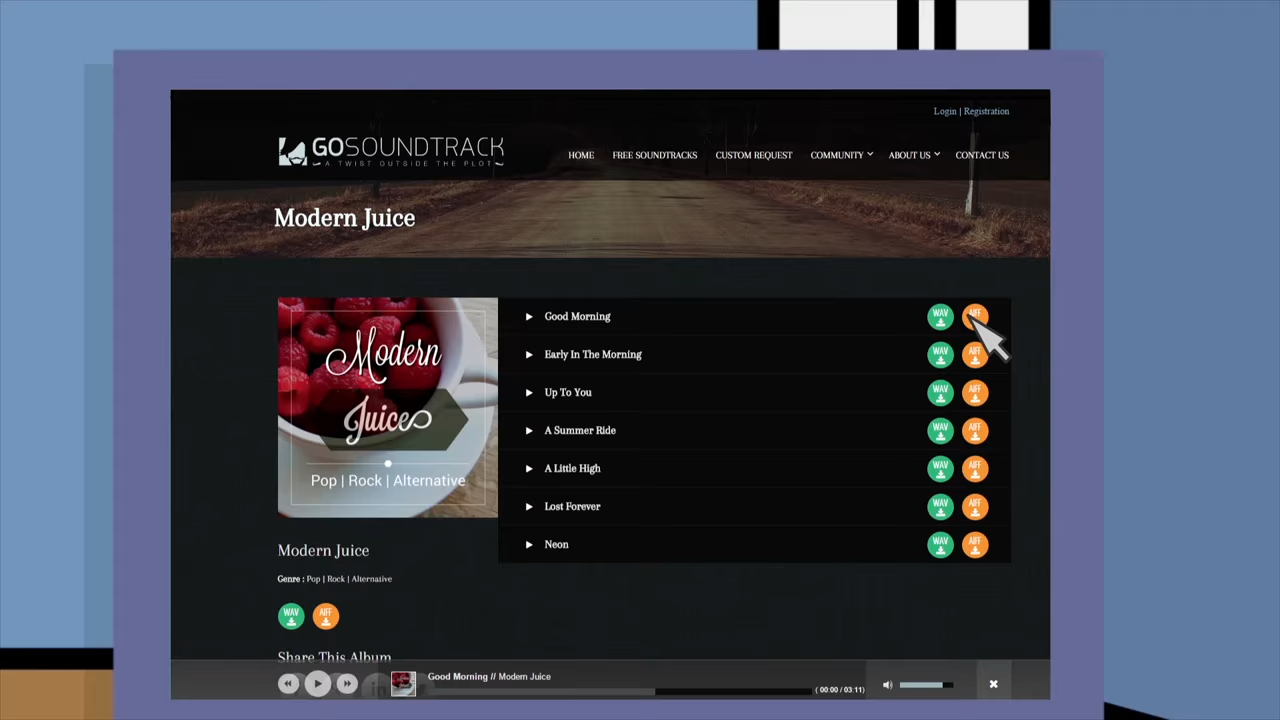 Login | Registration
GOSOUNDTRACK
A TWIST OUTSIDE THE PLOT
HOME FREE SOUNDTRACKS CUSTOM REQUEST COMMUNITY ABOUT US CONTACT US
Modern Juice
Modern
Juice
Pop | Rock | Alternative
Good Morning WAV AIFF
Early In The Morning WAV AIFF
Up To You WAV AIFF
A Summer Ride WAV AIFF
A Little High WAV AIFF
Lost Forever WAV AIFF
Neon WAV AIFF
Modern Juice
Genre : Pop | Rock | Alternative
WAV AIFF
Share This Album
Good Morning // Modern Juice
( 00:00 / 03:11)